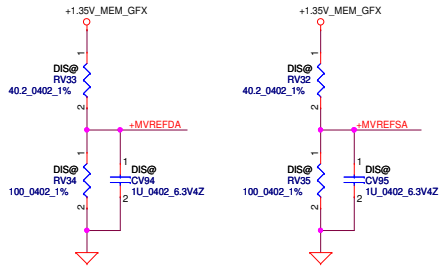 +1.35V_MEM_GFX
+1.35V_MEM_GFX
1
DIS@
RV33
40.2_0402_1%
2
1
DIS@
RV32
40.2_0402_1%
2
+MVREFDA
+MVREFSA
1
DIS@
RV34
100_0402_1%
2
1
DIS@
CV94
1U_0402_6.3V4Z
2
1
DIS@
RV35
100_0402_1%
2
1
DIS@
CV95
1U_0402_6.3V4Z
2